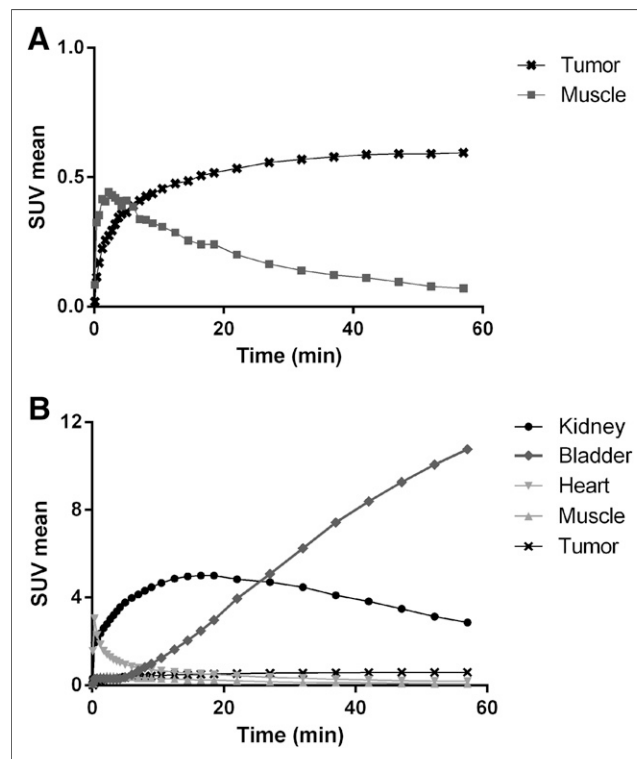 A
1.0
0.5
0.0
SUV mean
0
20
40
60
Time (min)
Tumor
Muscle
B
12
8
4
0
SUV mean
0
20
40
60
Time (min)
Kidney
Bladder
Heart
Muscle
Tumor